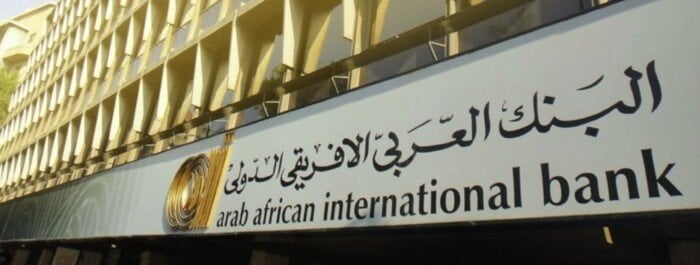 البنك العربي الافريقي الدولي
arab african international bank